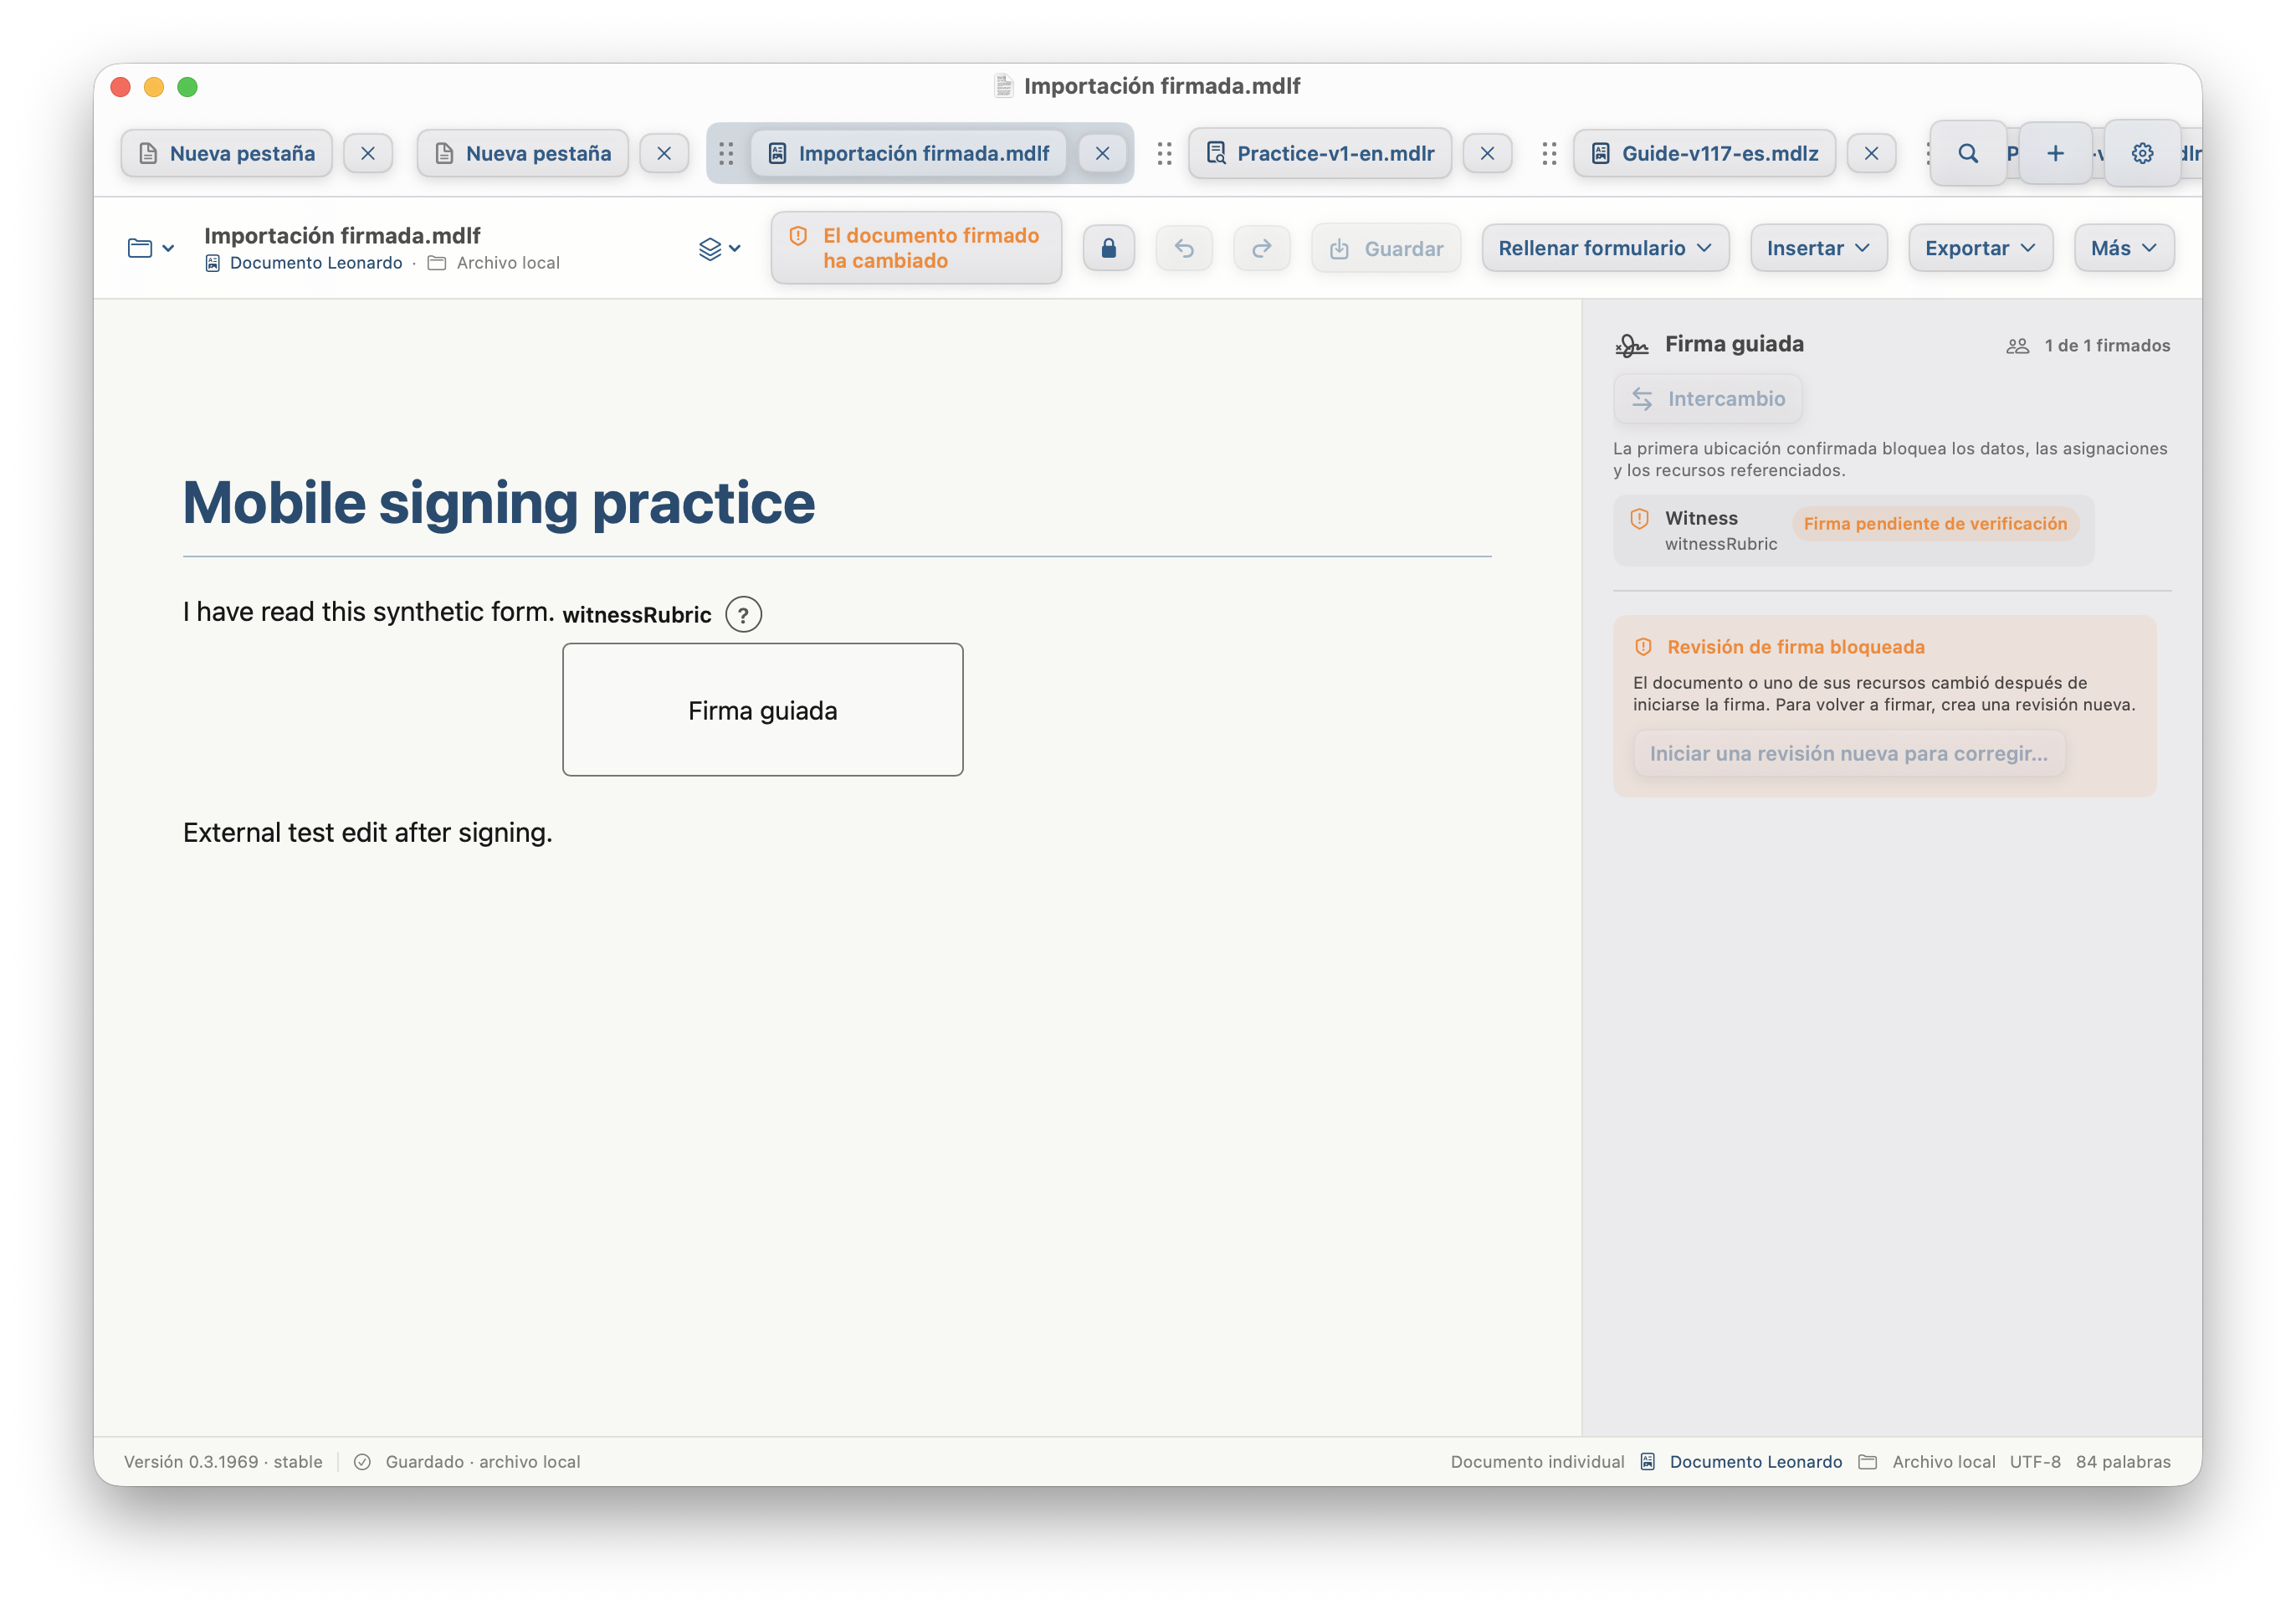 Importación firmada.mdlf
Nueva pestaña
Nueva pestaña
Importación firmada.mdlf
Practice-v1-en.mdlr
Guide-v117-es.mdlz
Importación firmada.mdlf
Documento Leonardo · Archivo local
El documento firmado
ha cambiado
Guardar
Rellenar formulario
Insertar
Exportar
Más
Mobile signing practice
I have read this synthetic form. witnessRubric ?
Firma guiada
External test edit after signing.
Firma guiada
1 de 1 firmados
Intercambio
La primera ubicación confirmada bloquea los datos, las asignaciones
y los recursos referenciados.
Witness
Firma pendiente de verificación
witnessRubric
Revisión de firma bloqueada
El documento o uno de sus recursos cambió después de
iniciarse la firma. Para volver a firmar, crea una revisión nueva.
Iniciar una revisión nueva para corregir...
Versión 0.3.1969 · stable
Guardado · archivo local
Documento individual
Documento Leonardo
Archivo local
UTF-8
84 palabras